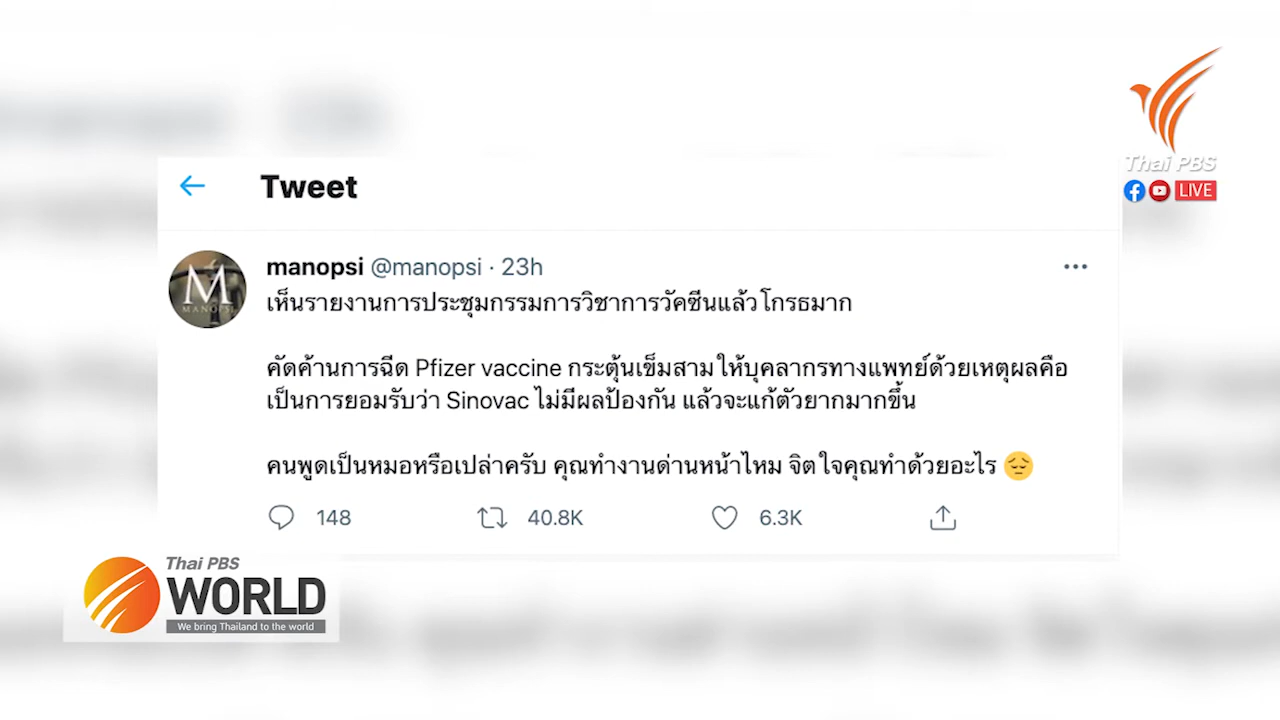 Thai PBS
LIVE
Tweet
manopsi @manopsi · 23h
เห็นรายงานการประชุมกรรมการวิชาการวัคซีนแล้วโกรธมาก
คัดค้านการฉีด Pfizer vaccine กระตุ้นเข็มสามให้บุคลากรทางแพทย์ด้วยเหตุผลคือ
เป็นการยอมรับว่า Sinovac ไม่มีผลป้องกัน แล้วจะแก้ตัวยากมากขึ้น
คนพูดเป็นหมอหรือเปล่าครับ คุณทำงานด่านหน้าไหม จิตใจคุณทำด้วยอะไร 😔
148 40.8K 6.3K
M
MANOPSI
Thai PBS
WORLD
We bring Thailand to the world